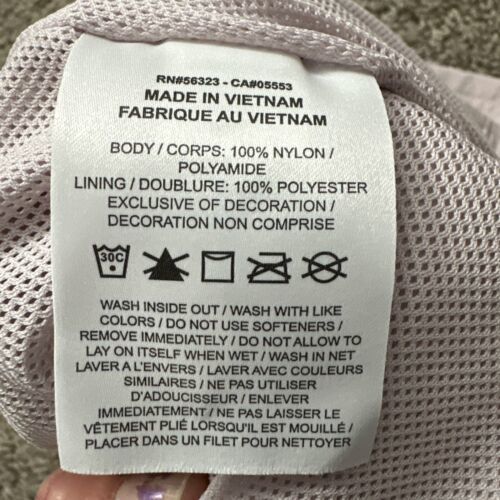 RN#56323 - CA#05553
MADE IN VIETNAM
FABRIQUE AU VIETNAM
BODY / CORPS: 100% NYLON /
POLYAMIDE
LINING / DOUBLURE: 100% POLYESTER
EXCLUSIVE OF DECORATION /
DECORATION NON COMPRISE
30C
WASH INSIDE OUT / WASH WITH LIKE
COLORS / DO NOT USE SOFTENERS /
REMOVE IMMEDIATELY / DO NOT ALLOW TO
LAY ON ITSELF WHEN WET / WASH IN NET
LAVER A L'ENVERS / LAVER AVEC COULEURS
SIMILAIRES / NE PAS UTILISER
D'ADOUCISSEUR / ENLEVER
IMMEDIATEMENT / NE PAS LAISSER LE
VÊTEMENT PLIÉ LORSQU'IL EST MOUILLÉ /
PLACER DANS UN FILET POUR NETTOYER